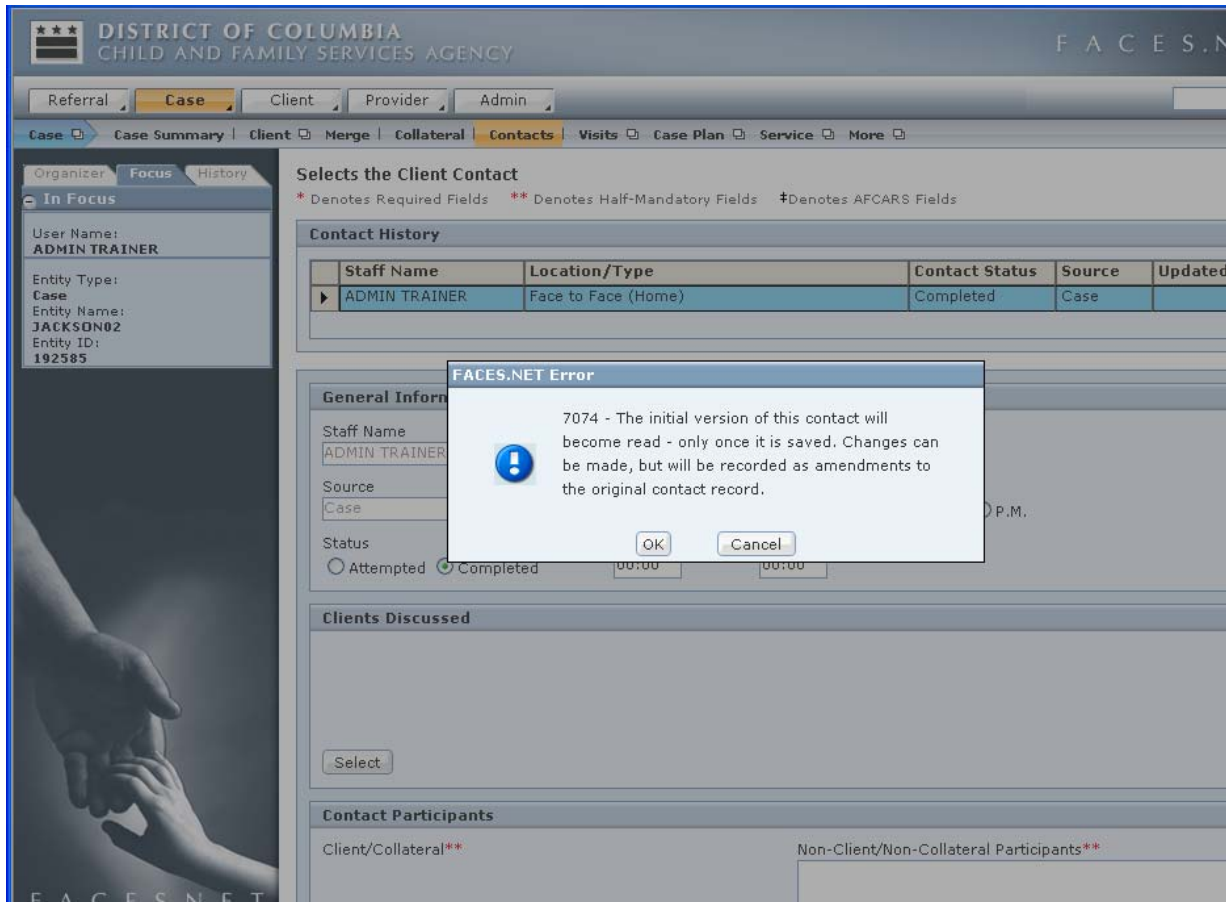 DISTRICT OF COLUMBIA
CHILD AND FAMILY SERVICES AGENCY
FACES.N
Referral Case Client Provider Admin
Case Case Summary Client Merge Collateral Contacts Visits Case Plan Service More
Organizer Focus History
In Focus
User Name:
ADMIN TRAINER
Entity Type:
Case
Entity Name:
JACKSON02
Entity ID:
192585
Selects the Client Contact
* Denotes Required Fields ** Denotes Half-Mandatory Fields ‡Denotes AFCARS Fields
Contact History
Staff Name Location/Type Contact Status Source Updated
ADMIN TRAINER Face to Face (Home) Completed Case
FACES.NET Error
7074 - The initial version of this contact will
become read - only once it is saved. Changes can
be made, but will be recorded as amendments to
the original contact record.
OK Cancel
General Inform
Staff Name
ADMIN TRAINER
Source
Case
P.M.
Status
Attempted Completed 00:00 00:00
Clients Discussed
Select
Contact Participants
Client/Collateral** Non-Client/Non-Collateral Participants**
FACES.NET